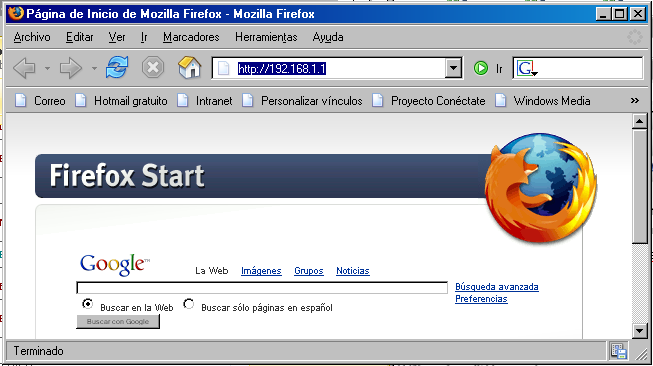 Página de Inicio de Mozilla Firefox - Mozilla Firefox
Archivo Editar Ver Ir Marcadores Herramientas Ayuda
http://192.168.1.1 Ir G
Correo Hotmail gratuito Intranet Personalizar vínculos Proyecto Conéctate Windows Media »
Firefox Start
Google™ La Web Imágenes Grupos Noticias
Búsqueda avanzada
Preferencias
Buscar en la Web Buscar sólo páginas en español
Buscar con Google
Terminado